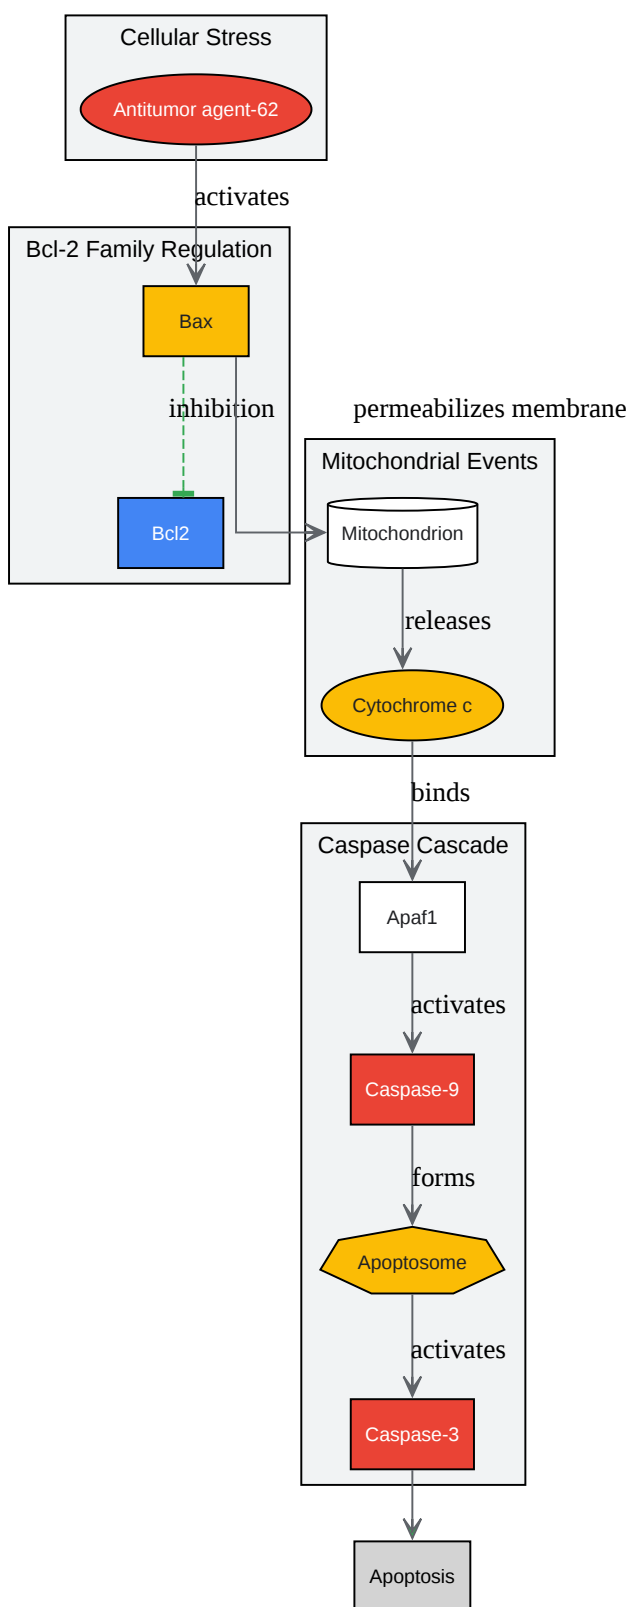 Cellular Stress
Antitumor agent-62
activates
Bcl-2 Family Regulation
Bax
inhibition
permeabilizes membrane
Mitochondrial Events
Bcl2
Mitochondrion
releases
Cytochrome c
binds
Caspase Cascade
Apaf1
activates
Caspase-9
forms
Apoptosome
activates
Caspase-3
Apoptosis